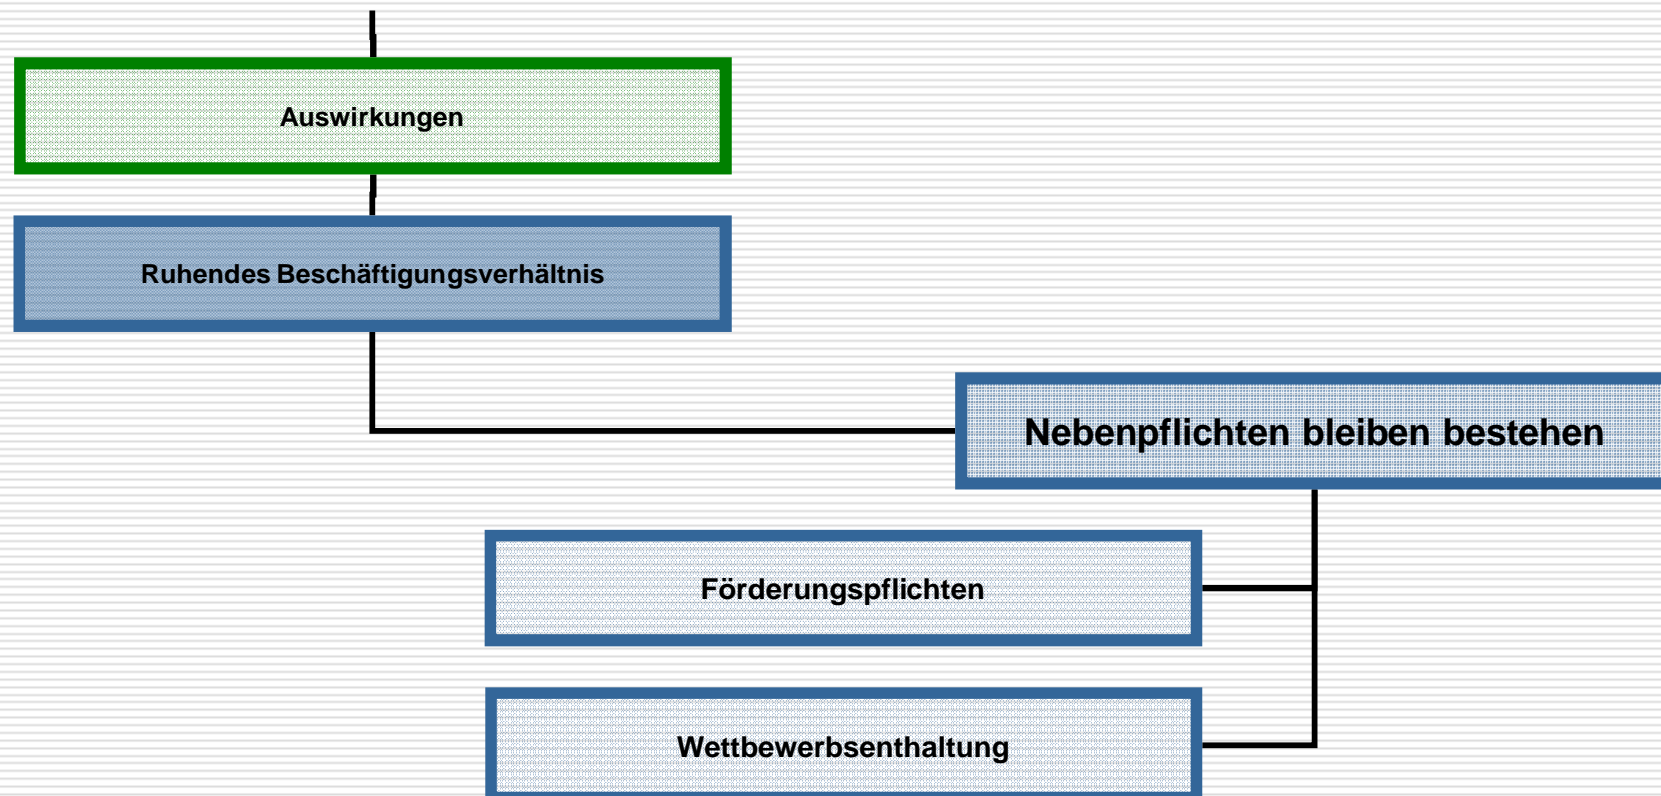 Auswirkungen
Ruhendes Beschäftigungsverhältnis
Nebenpflichten bleiben bestehen
Förderungspflichten
Wettbewerbsenthaltung